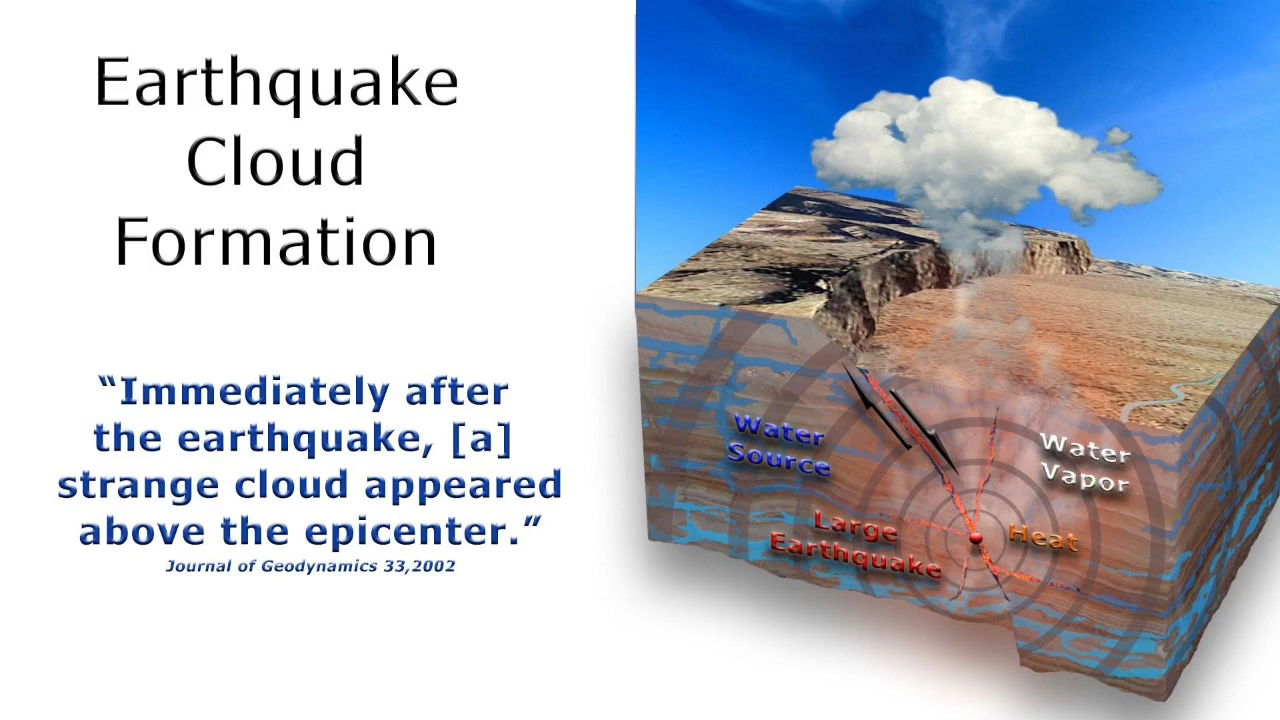 Earthquake
Cloud
Formation
“Immediately after
the earthquake, [a]
strange cloud appeared
above the epicenter.”
Journal of Geodynamics 33,2002
Water
Source
Water
Vapor
Large
Earthquake
Heat